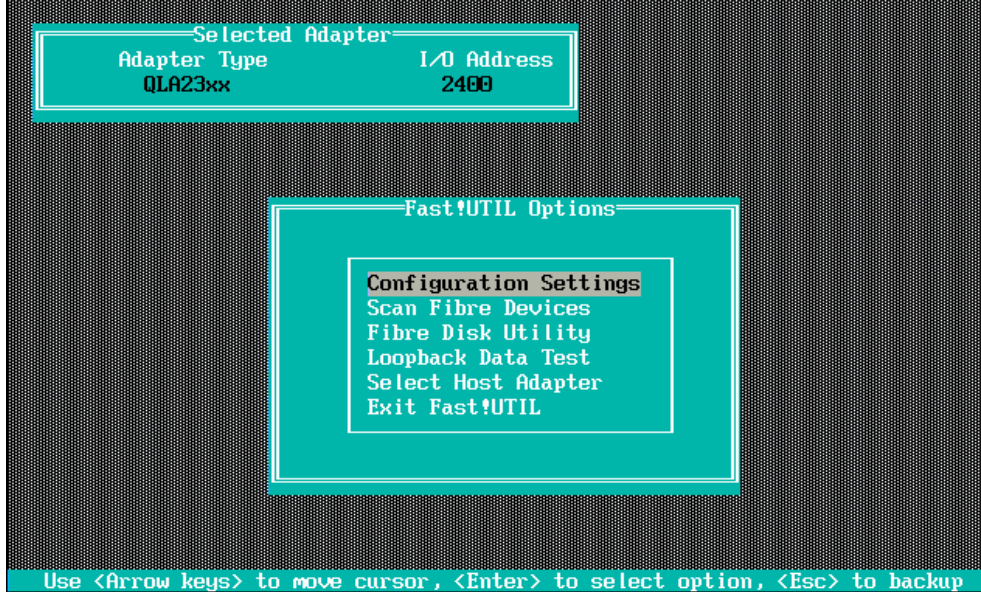 Selected Adapter
Adapter Type I/O Address
QLA23xx 2400
Fast!UTIL Options
Configuration Settings
Scan Fibre Devices
Fibre Disk Utility
Loopback Data Test
Select Host Adapter
Exit Fast!UTIL
Use <Arrow keys> to move cursor, <Enter> to select option, <Esc> to backup